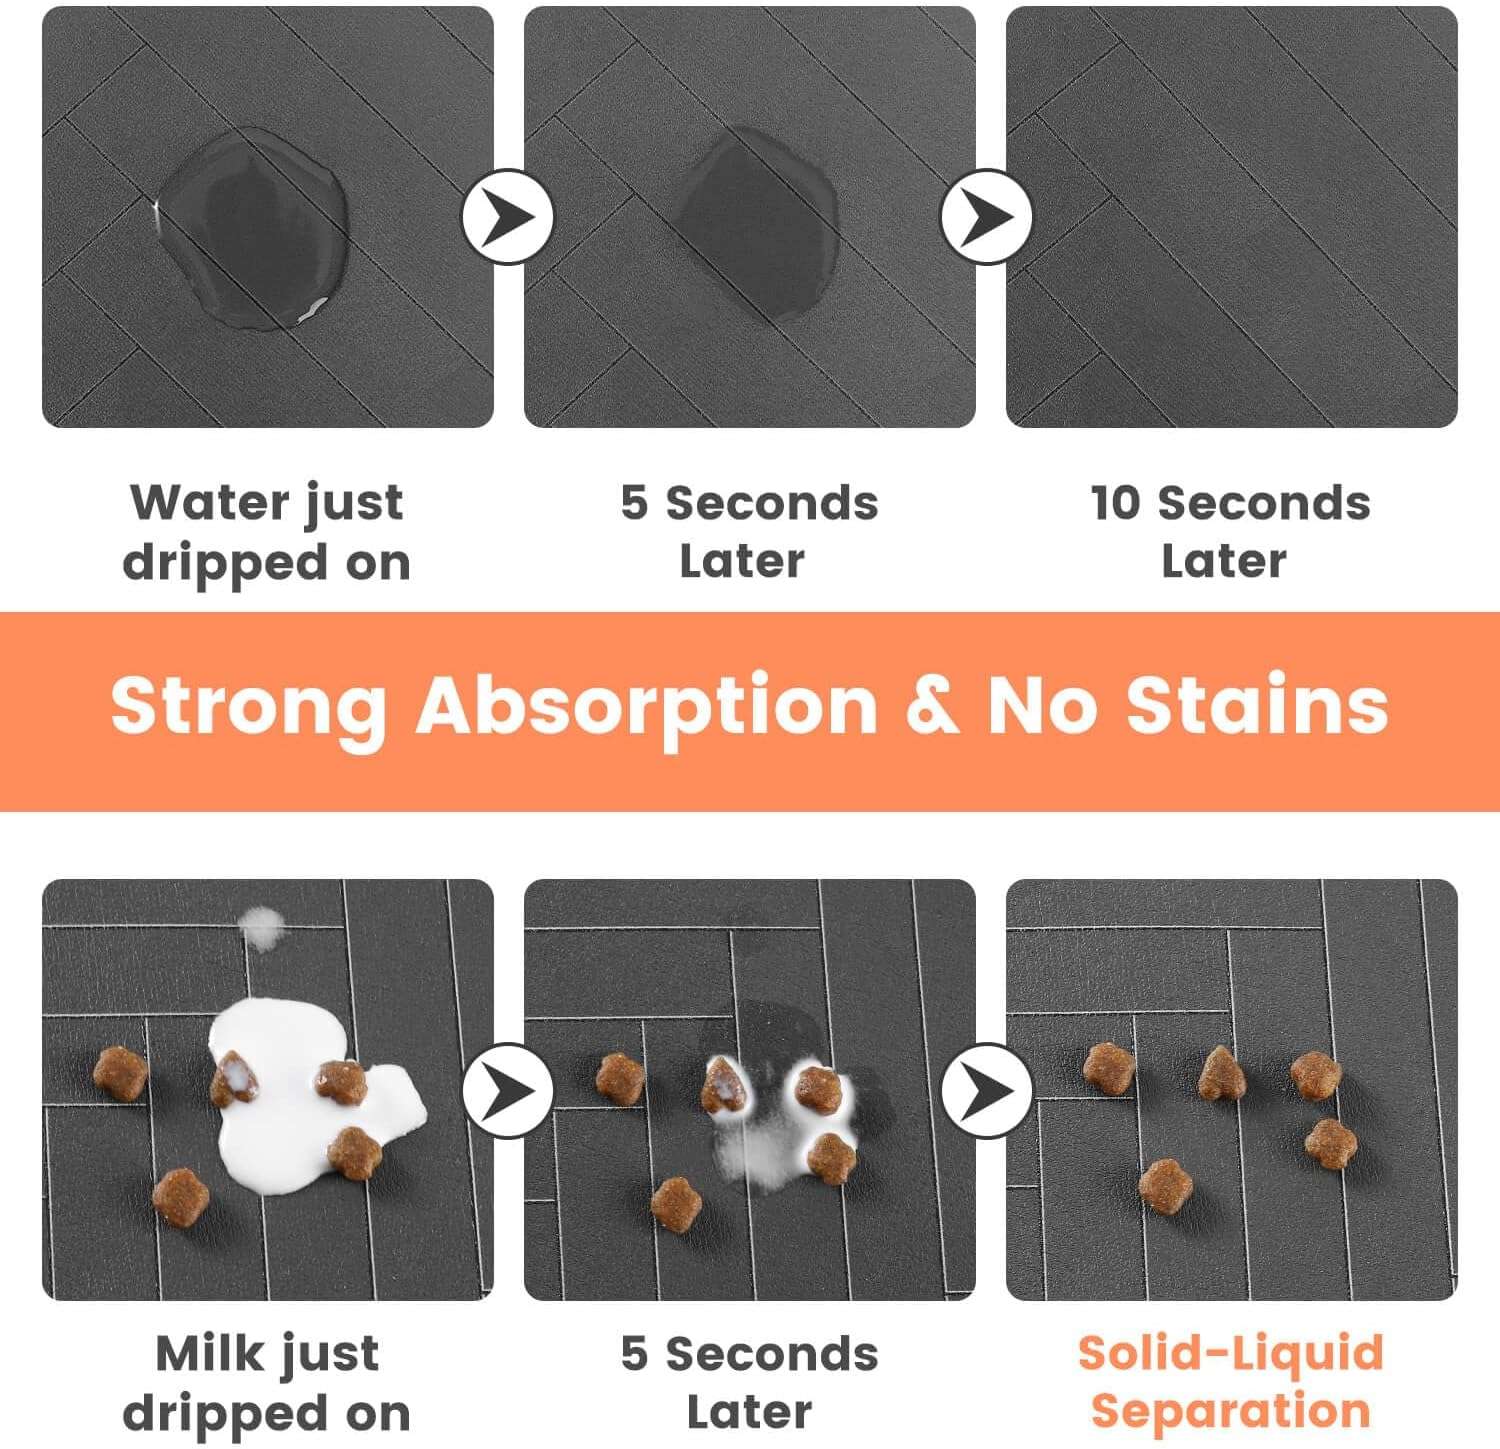 Water just
dripped on
5 Seconds
Later
10 Seconds
Later
Strong Absorption & No Stains
Milk just
dripped on
5 Seconds
Later
Solid-Liquid
Separation